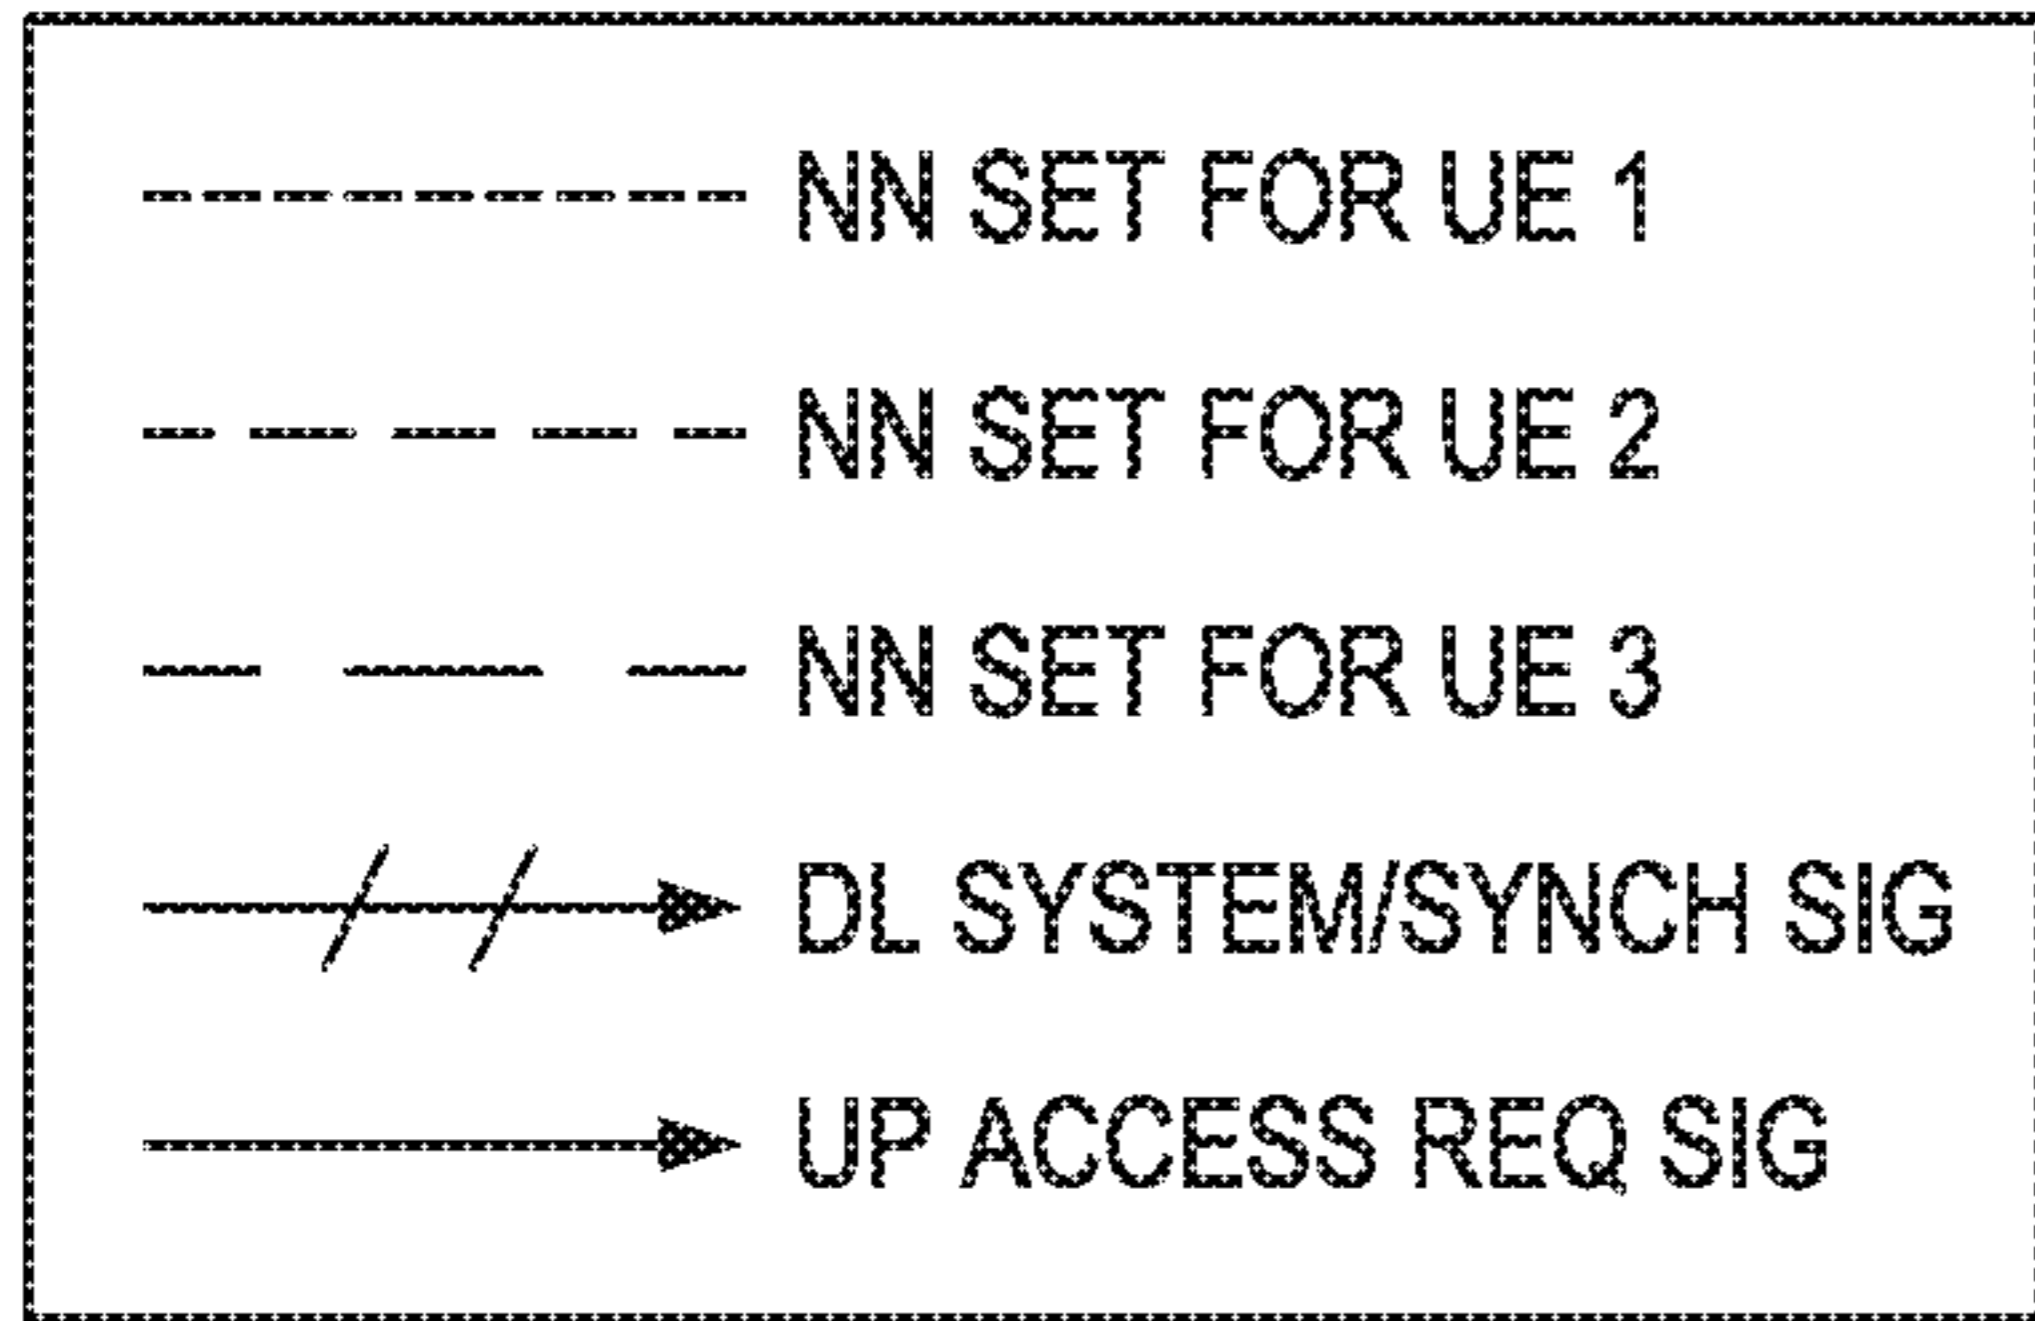 NN SET FOR UE 1
NN SET FOR UE 2
NN SET FOR UE 3
DL SYSTEM/SYNCH SIG
UP ACCESS REQ SIG